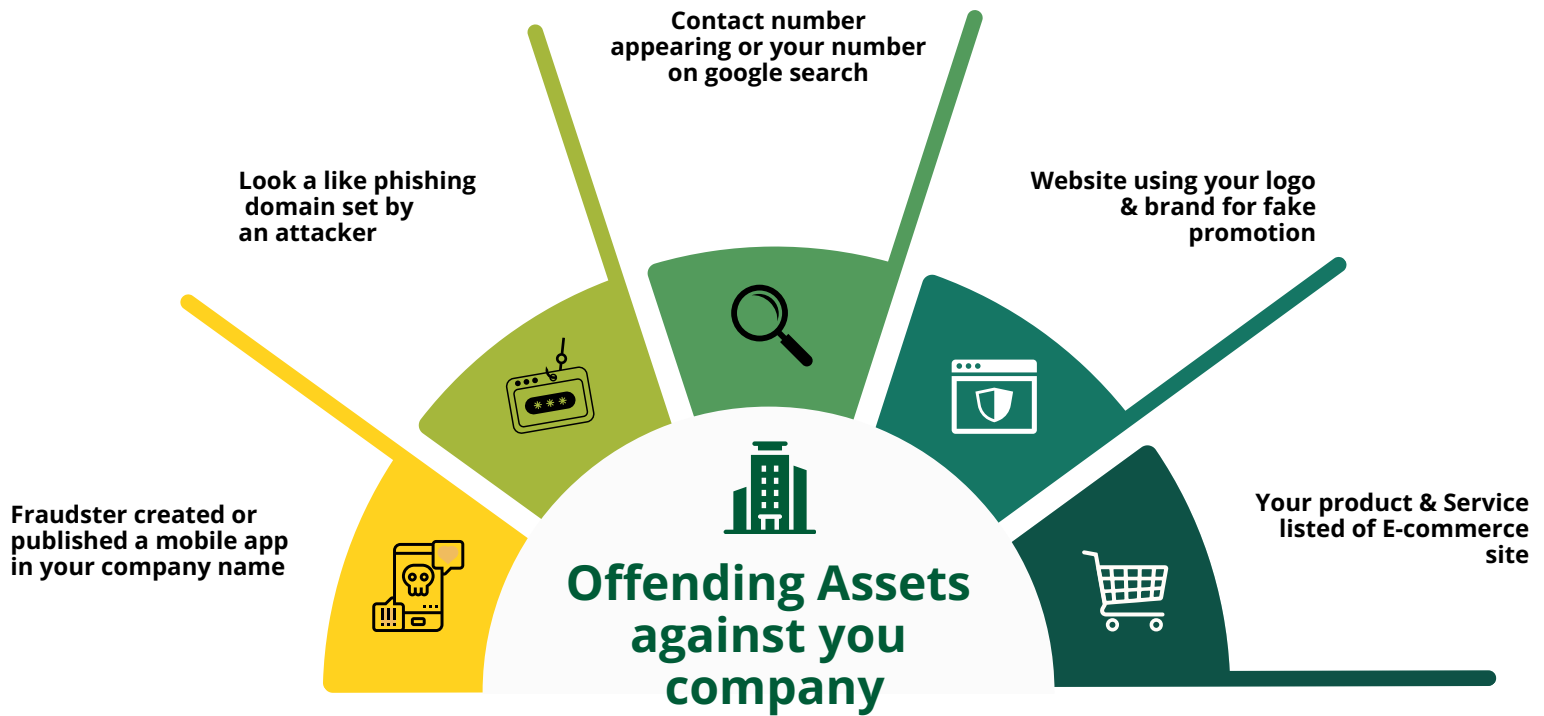 Contact number
appearing or your number
on google search
Look a like phishing
domain set by
an attacker
Website using your logo
& brand for fake
promotion
Fraudster created or
published a mobile app
in your company name
Your product & Service
listed of E-commerce
site
Offending Assets
against you
company